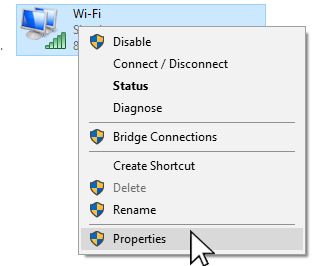 Wi-Fi
Disable
Connect / Disconnect
Status
Diagnose
Bridge Connections
Create Shortcut
Delete
Rename
Properties